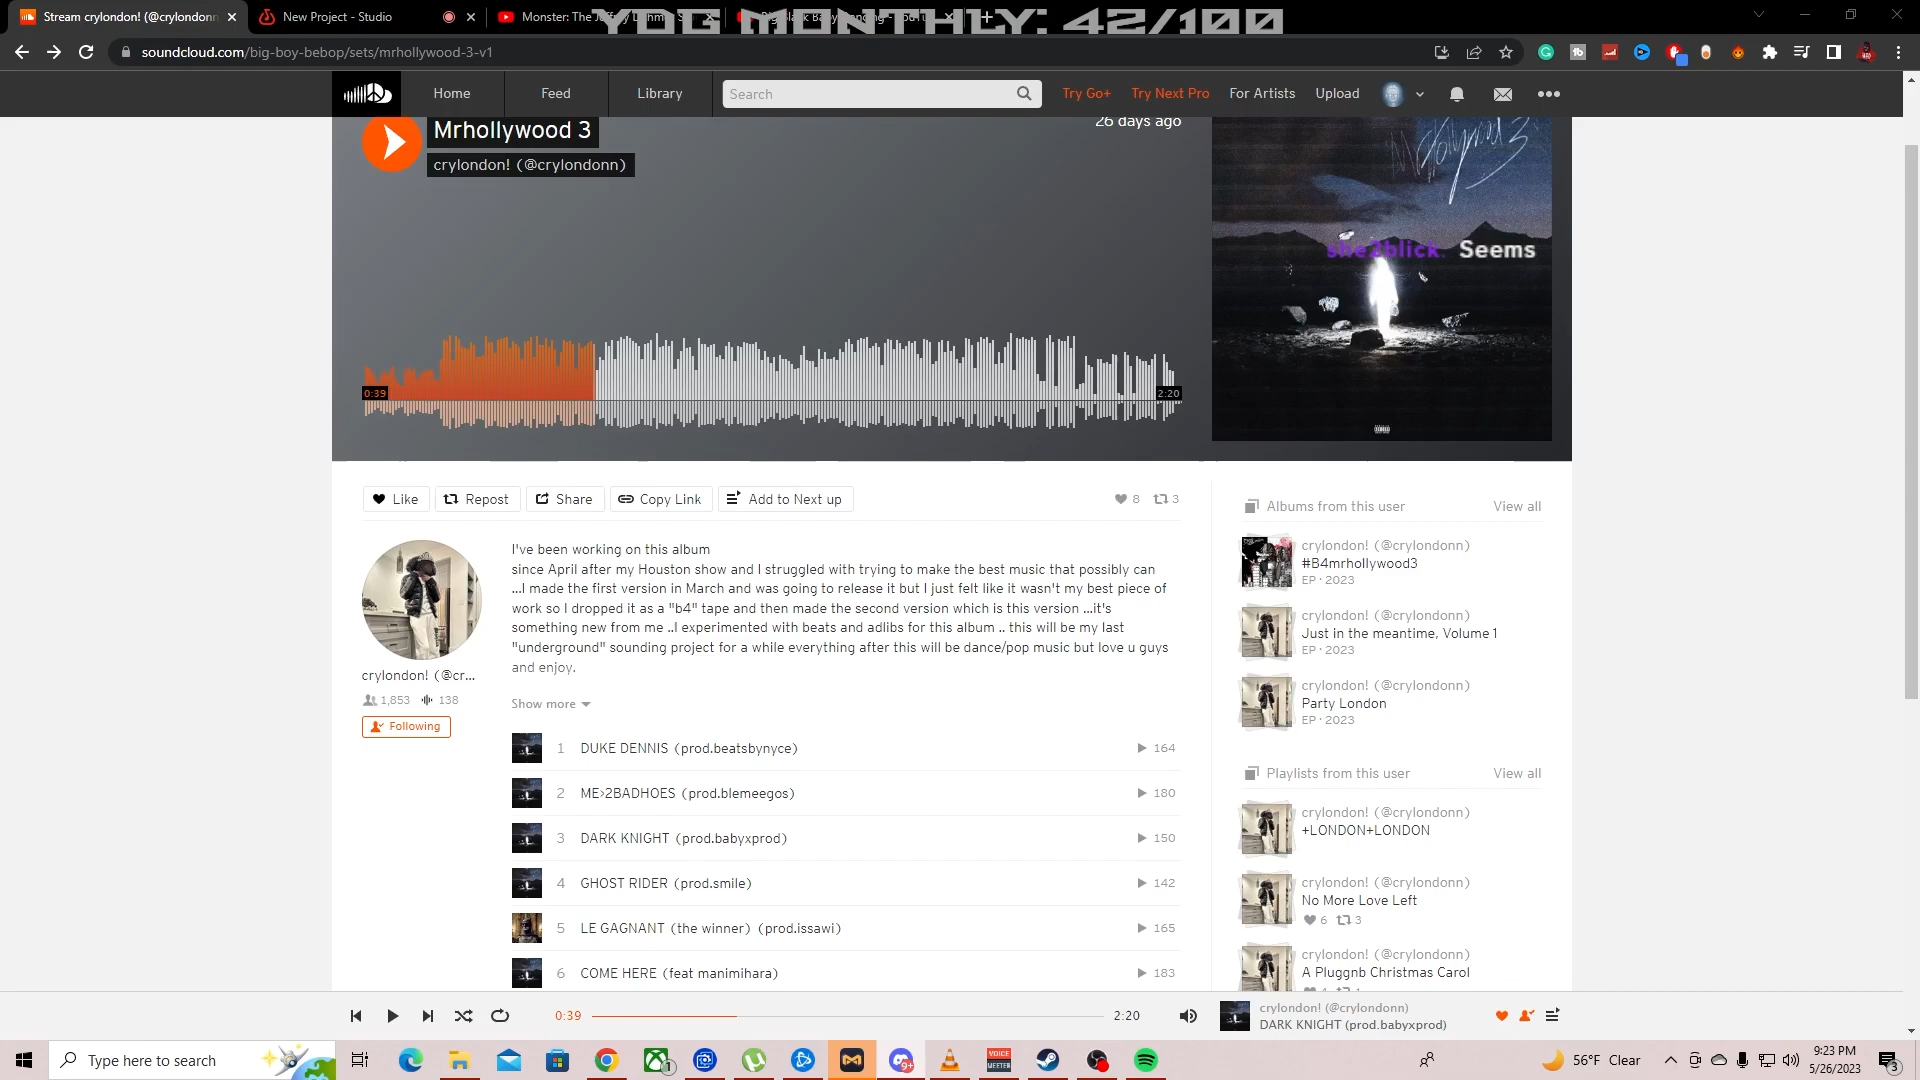 Stream crylondon! (@crylondonn
New Project - Studio
YDG MONTHLY: 42/100
soundcloud.com/big-boy-bebop/sets/mrhollywood-3-v1
Home
Feed
Library
Search
Try Go+
Try Next Pro
For Artists
Upload
Mrhollywood 3
crylondon! (@crylondonn)
26 days ago
she2blick. Seems
0:39
2:20
Like
Repost
Share
Copy Link
Add to Next up
8
3
I've been working on this album
since April after my Houston show and I struggled with trying to make the best music that possibly can
...I made the first version in March and was going to release it but I just felt like it wasn't my best piece of
work so I dropped it as a "b4" tape and then made the second version which is this version ...it's
something new from me ..I experimented with beats and adlibs for this album .. this will be my last
"underground" sounding project for a while everything after this will be dance/pop music but love u guys
and enjoy.
Show more
crylondon! (@cr...
1,853
138
Following
1 DUKE DENNIS (prod.beatsbynyce) 164
2 ME>2BADHOES (prod.blemeegos) 180
3 DARK KNIGHT (prod.babyxprod) 150
4 GHOST RIDER (prod.smile) 142
5 LE GAGNANT (the winner) (prod.issawi) 165
6 COME HERE (feat manimihara) 183
Albums from this user
View all
crylondon! (@crylondonn)
#B4mrhollywood3
EP · 2023
crylondon! (@crylondonn)
Just in the meantime, Volume 1
EP · 2023
crylondon! (@crylondonn)
Party London
EP · 2023
Playlists from this user
View all
crylondon! (@crylondonn)
+LONDON+LONDON
crylondon! (@crylondonn)
No More Love Left
6 3
crylondon! (@crylondonn)
A Pluggnb Christmas Carol
0:39
2:20
crylondon! (@crylondonn)
DARK KNIGHT (prod.babyxprod)
Type here to search
1
9+
VOICE
MEETER
56°F Clear
9:23 PM
5/26/2023
3